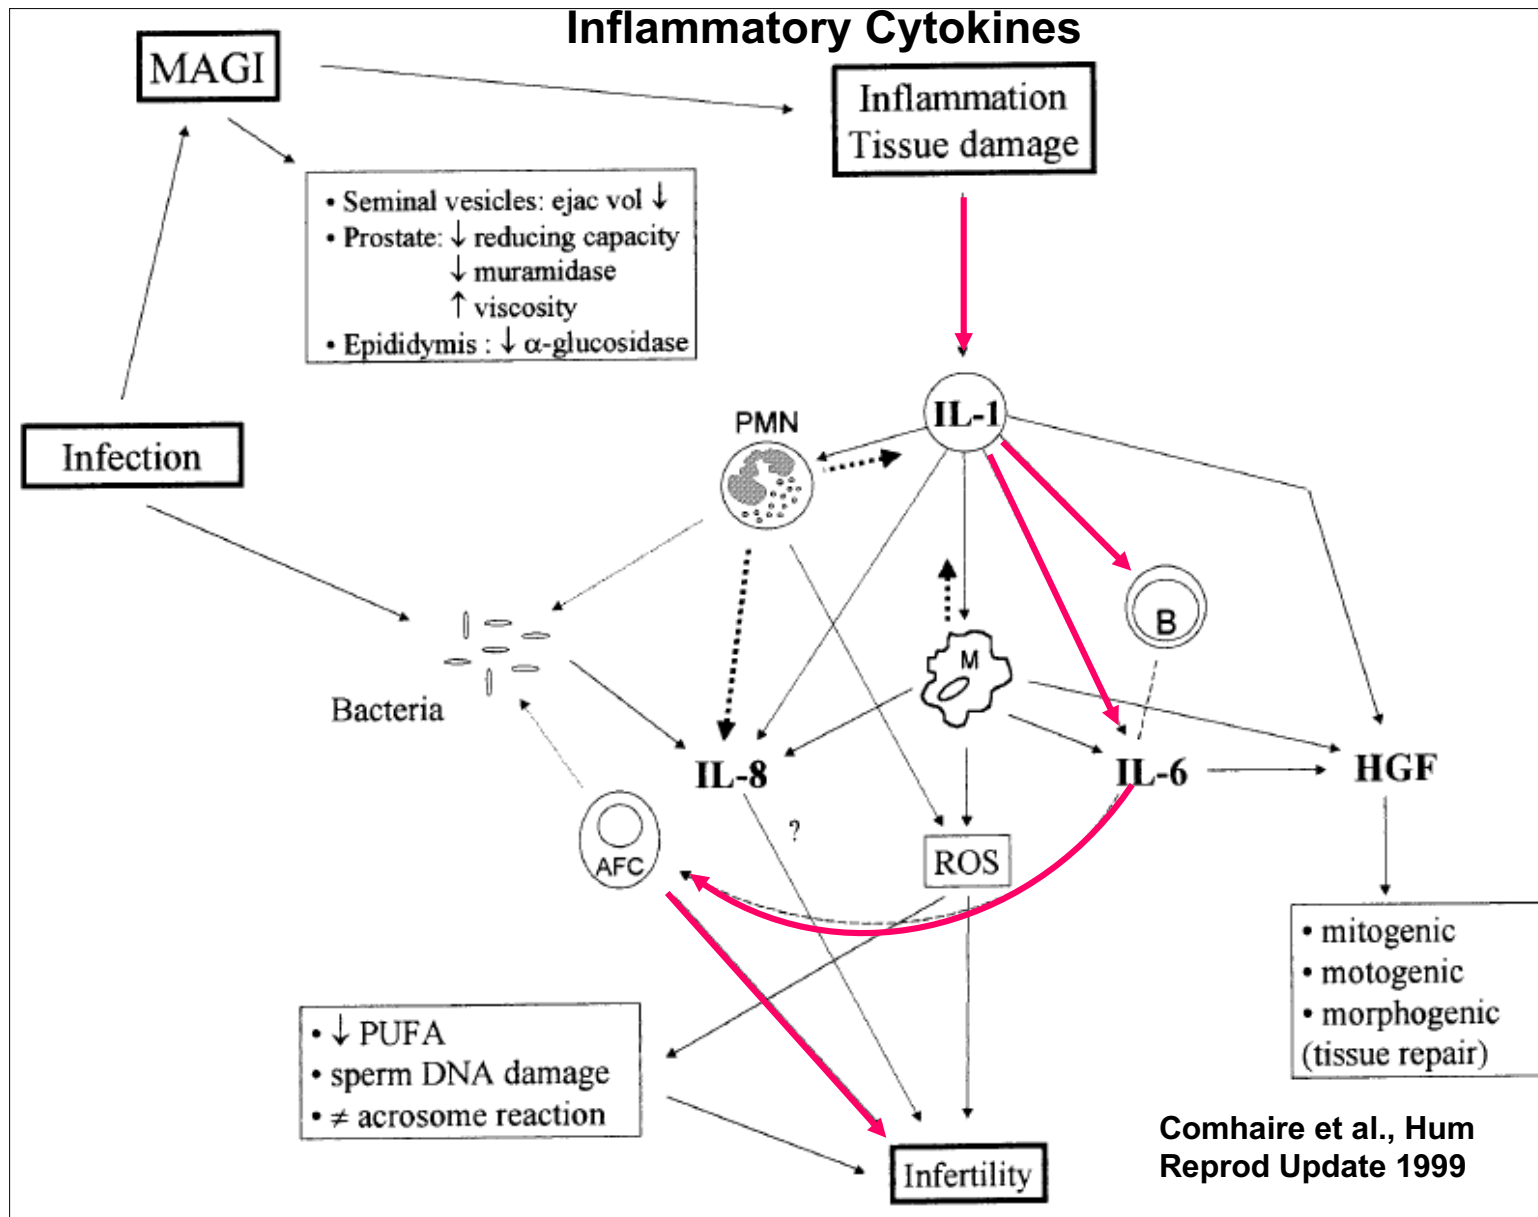 Inflammatory Cytokines
MAGI
Inflammation
Tissue damage
• Seminal vesicles: ejac vol ↓
• Prostate: ↓ reducing capacity
↓ muramidase
↑ viscosity
• Epididymis : ↓ α-glucosidase
IL-1
PMN
Infection
B
M
Bacteria
IL-8
IL-6
HGF
?
AFC
ROS
• mitogenic
• motogenic
• morphogenic
(tissue repair)
• ↓ PUFA
• sperm DNA damage
• ≠ acrosome reaction
Infertility
Comhaire et al., Hum
Reprod Update 1999